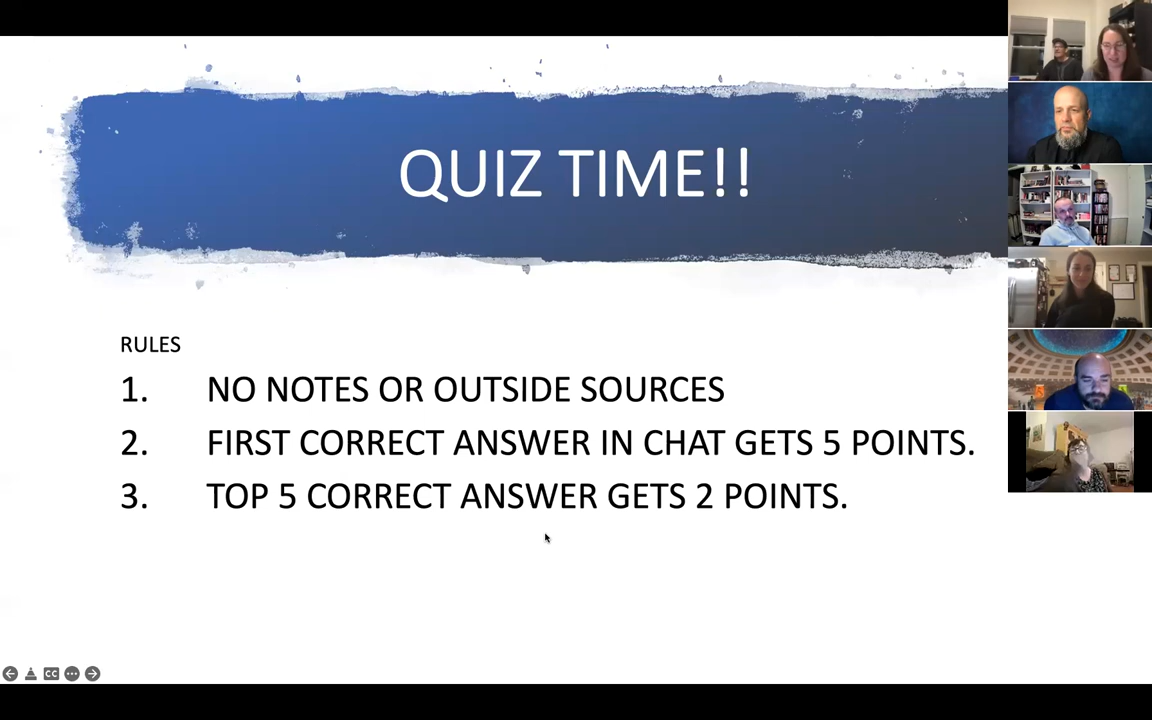 QUIZ TIME!!
RULES
1. NO NOTES OR OUTSIDE SOURCES
2. FIRST CORRECT ANSWER IN CHAT GETS 5 POINTS.
3. TOP 5 CORRECT ANSWER GETS 2 POINTS.
CC